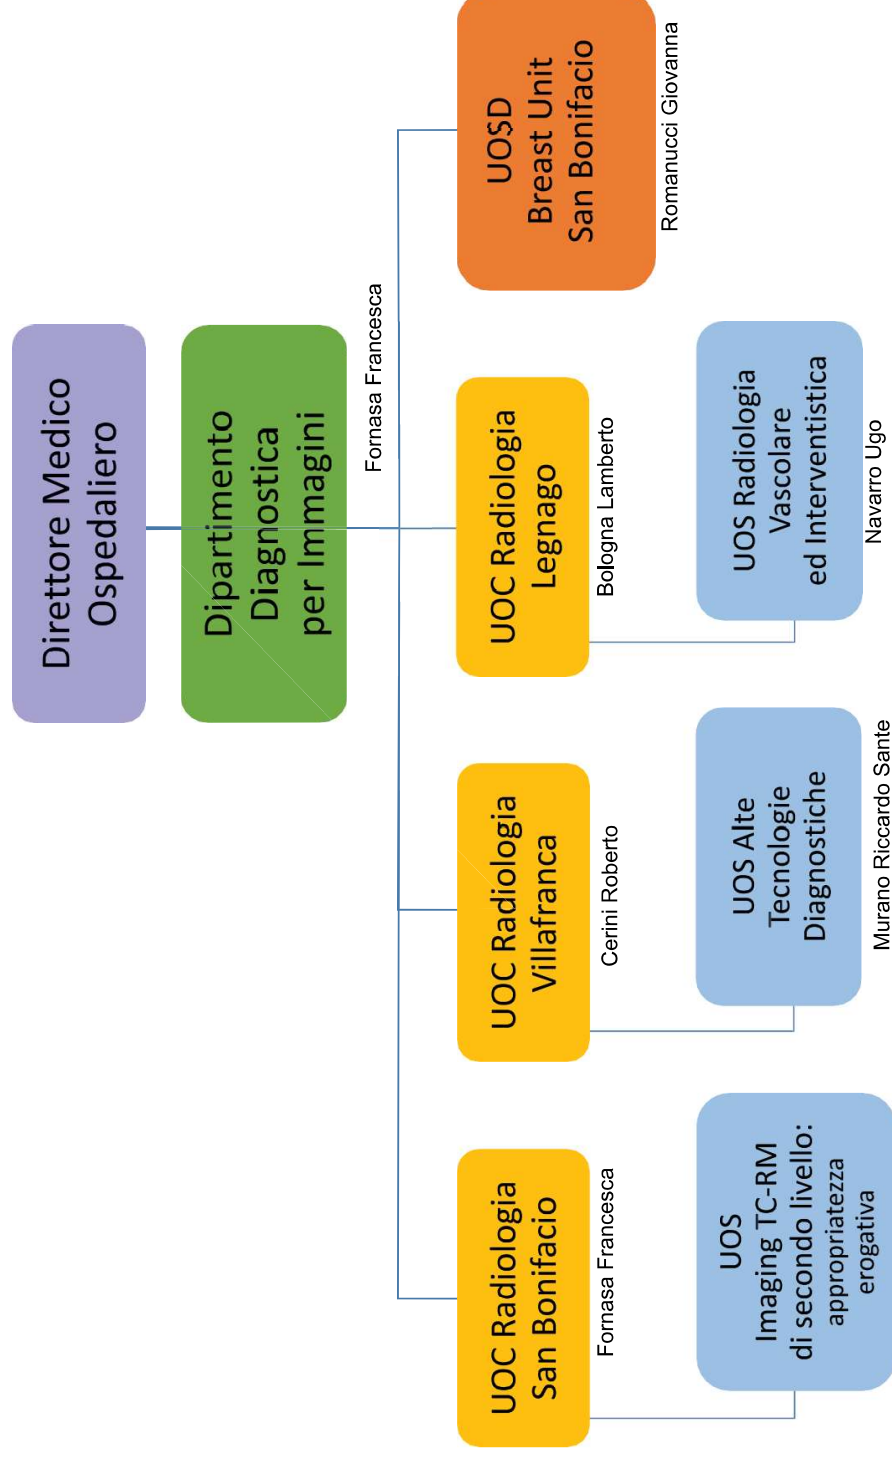 Direttore Medico
Ospedaliero
Dipartimento
Diagnostica
per Immagini
Fornasa Francesca
UOC Radiologia
San Bonifacio
Fornasa Francesca
UOC Radiologia
Villafranca
Cerini Roberto
UOC Radiologia
Legnago
Bologna Lamberto
UOSD
Breast Unit
San Bonifacio
Romanucci Giovanna
UOS
Imaging TC-RM
di secondo livello:
appropriatezza
erogativa
UOS Alte
Tecnologie
Diagnostiche
Murano Riccardo Sante
UOS Radiologia
Vascolare
ed Interventistica
Navarro Ugo